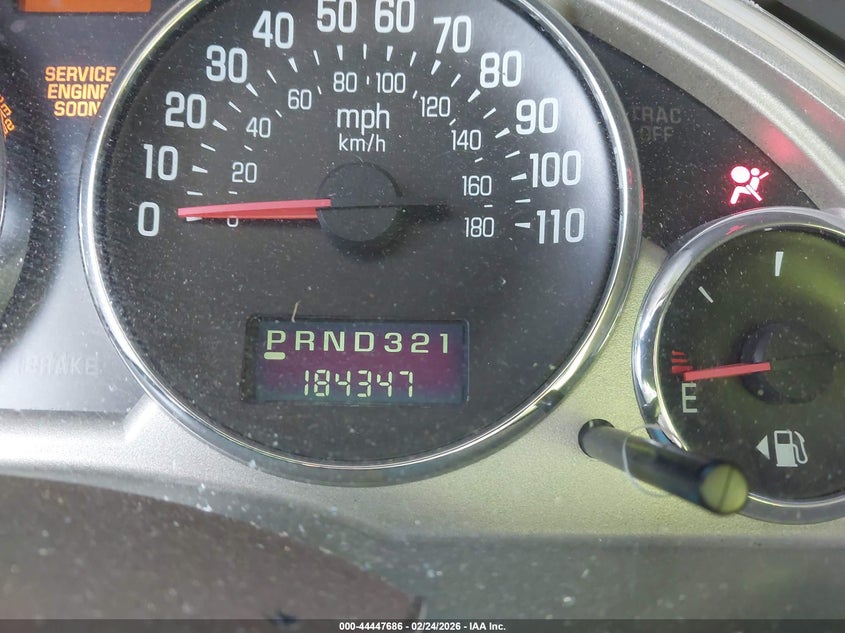 SERVICE
ENGINE
SOON
0
10
20
30
40
50
60
70
80
90
100
110
mph
km/h
0
20
40
60
80
100
120
140
160
180
TRAC
OFF
PRND321
184347
BRAKE
E
000-44447686 - 02/24/2026 - IAA Inc.